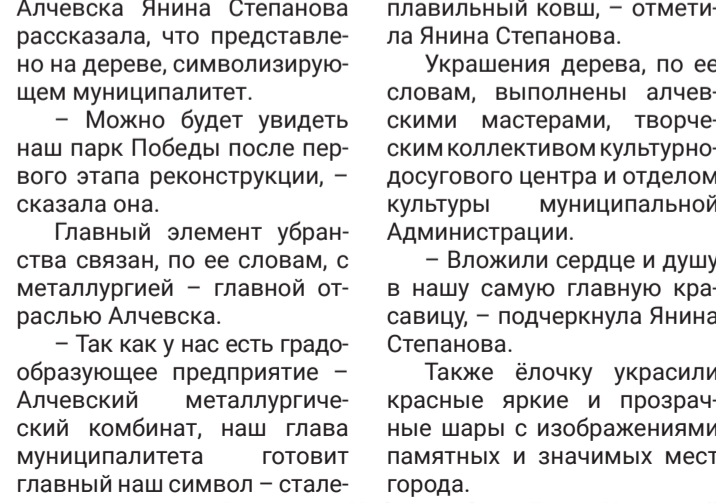 Алчевска Янина Степанова
рассказала, что представле-
но на дереве, символизирую-
щем муниципалитет.
– Можно будет увидеть
наш парк Победы после пер-
вого этапа реконструкции, –
сказала она.
Главный элемент убран-
ства связан, по ее словам, с
металлургией – главной от-
раслью Алчевска.
– Так как у нас есть градо-
образующее предприятие –
Алчевский металлургиче-
ский комбинат, наш глава
муниципалитета готовит
главный наш символ – стале-
плавильный ковш, – отмети-
ла Янина Степанова.
Украшения дерева, по ее
словам, выполнены алчев-
скими мастерами, творче-
ским коллективом культурно-
досугового центра и отделом
культуры муниципальной
Администрации.
– Вложили сердце и душу
в нашу самую главную кра-
савицу, – подчеркнула Янина
Степанова.
Также ёлочку украсили
красные яркие и прозрач-
ные шары с изображениями
памятных и значимых мест
города.